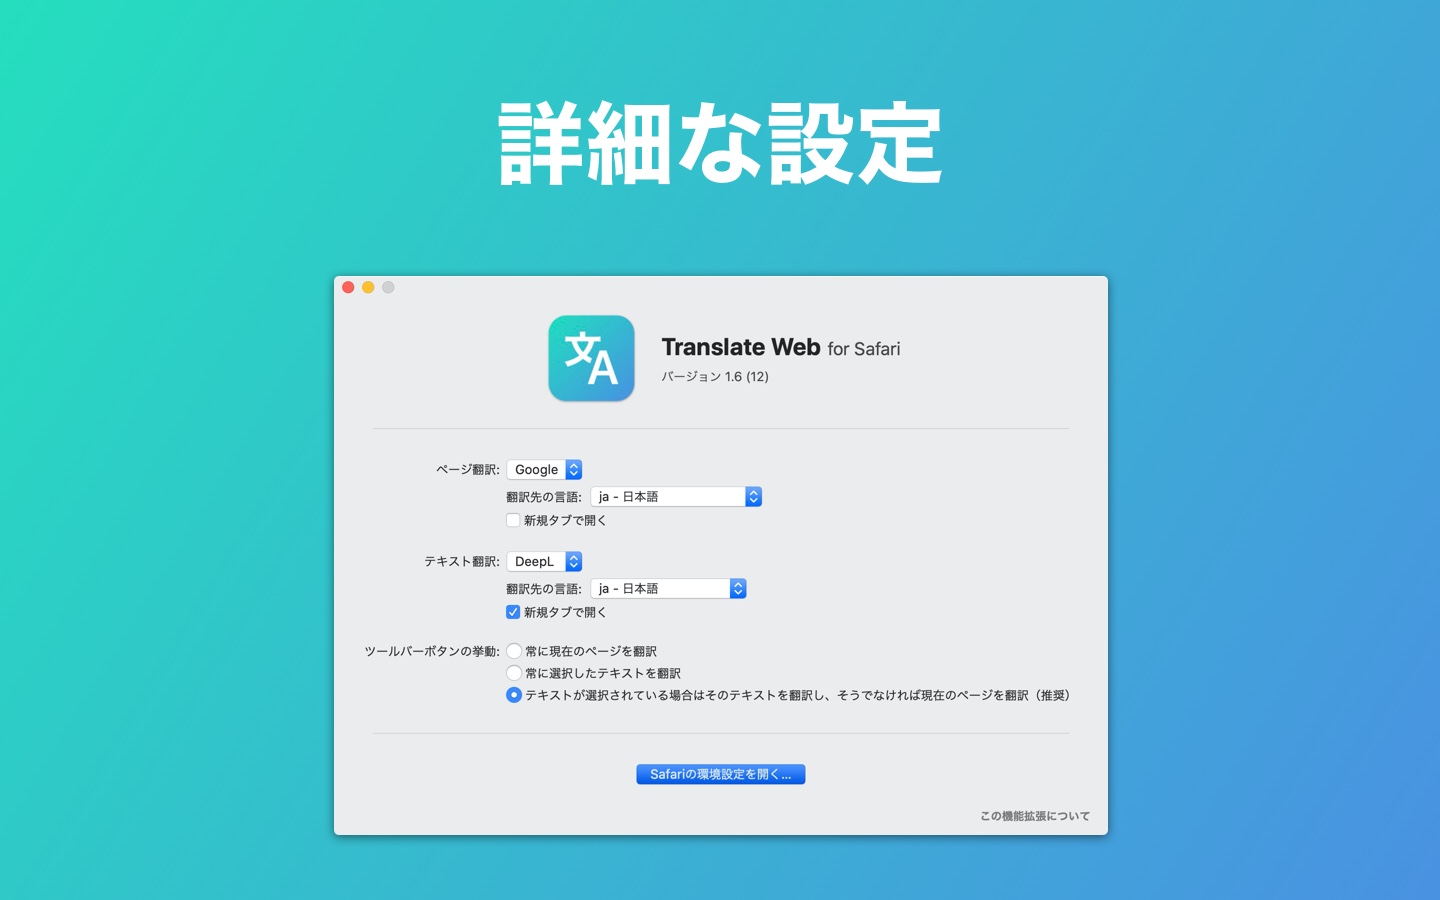 詳細な設定
文A
Translate Web for Safari
バージョン 1.6 (12)
ページ翻訳: Google
翻訳先の言語: ja - 日本語
新規タブで開く
テキスト翻訳: DeepL
翻訳先の言語: ja - 日本語
新規タブで開く
ツールバーボタンの挙動: 常に現在のページを翻訳
常に選択したテキストを翻訳
テキストが選択されている場合はそのテキストを翻訳し、そうでなければ現在のページを翻訳（推奨）
Safariの環境設定を開く...
この機能拡張について